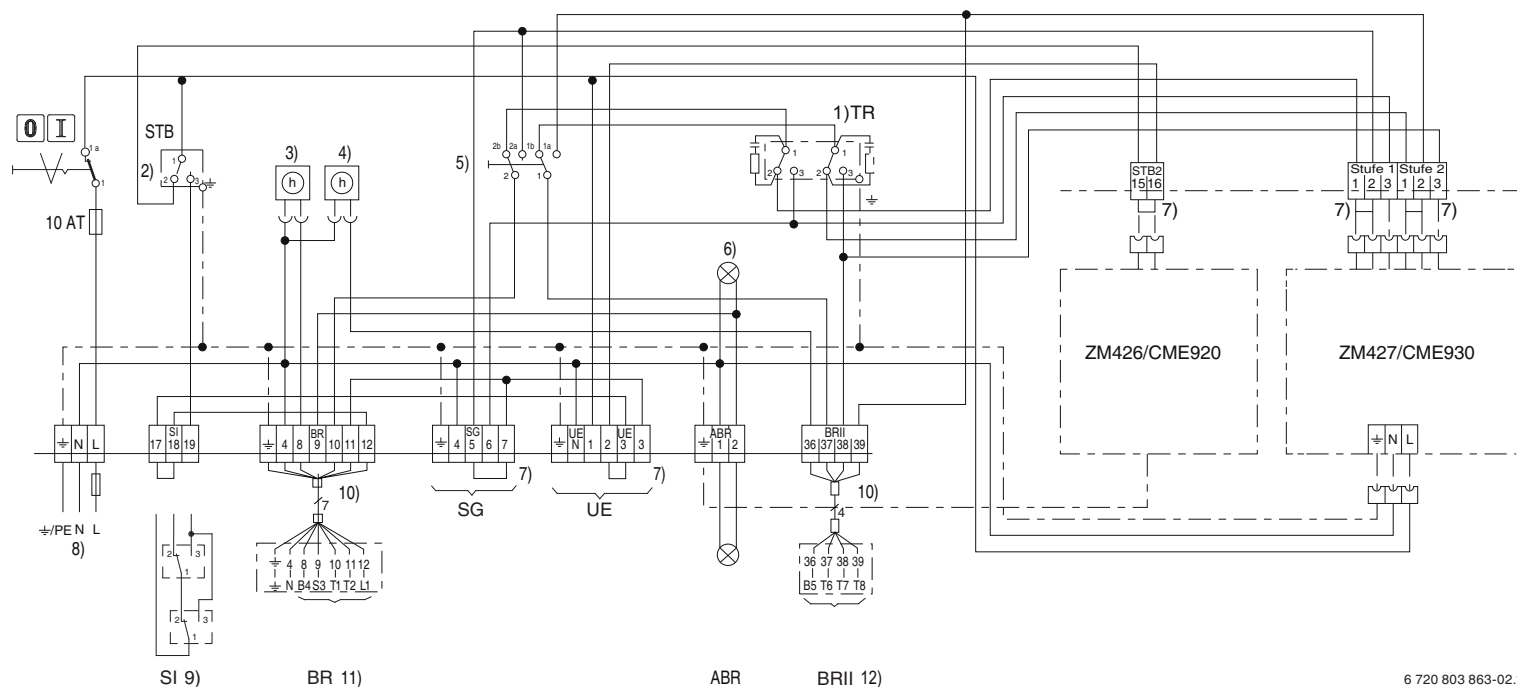 O I
1a
1
10 AT
STB
2)
1
2 3
3)
h
4)
h
5)
2b 2a 1b 1a
2 1
1)TR
1
2 3
1
2 3
6)
STB2
15 16
7)
Stufe 1 Stufe 2
1 2 3 1 2 3
7) 7)
ZM426/CME920
ZM427/CME930
N L
N L
SI
17 18 19
BR
4 8 9 10 11 12
SG
4 5 6 7
UE UE
N 1 2 3 3
ABR
1 2
BRII
36 37 38 39
/PE N L
8)
10)
7
7)
SG
7)
UE
10)
4
2 3
1
2 3
1
4 8 9 10 11 12
N B4 S3 T1 T2 L1
36 37 38 39
B5 T6 T7 T8
SI 9)
BR 11)
ABR
BRII 12)
6 720 803 863-02.